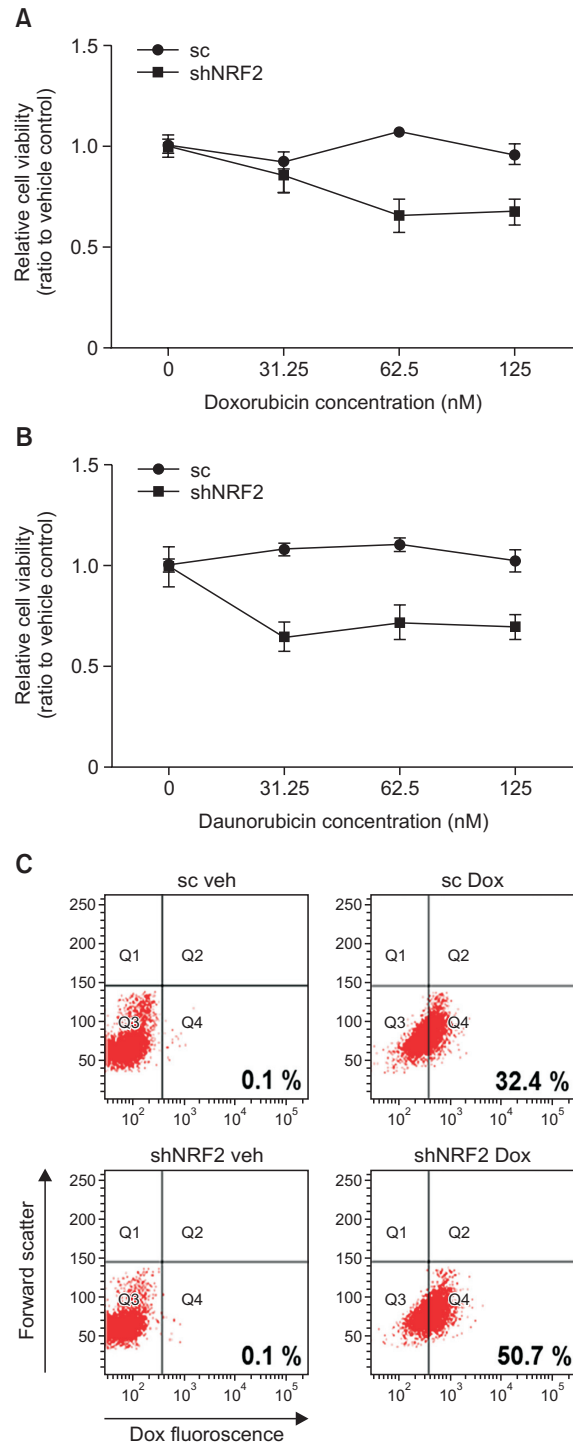 A
sc
shNRF2
Relative cell viability
(ratio to vehicle control)
1.5
1.0
0.5
0
0 31.25 62.5 125
Doxorubicin concentration (nM)
B
sc
shNRF2
Relative cell viability
(ratio to vehicle control)
1.5
1.0
0.5
0
0 31.25 62.5 125
Daunorubicin concentration (nM)
C
sc veh
250
200
150
100
50
Q1 Q2
Q3 Q4
0.1 %
10² 10³ 10⁴ 10⁵
sc Dox
250
200
150
100
50
Q1 Q2
Q3 Q4
32.4 %
10² 10³ 10⁴ 10⁵
shNRF2 veh
250
200
150
100
50
Q1 Q2
Q3 Q4
0.1 %
10² 10³ 10⁴ 10⁵
shNRF2 Dox
250
200
150
100
50
Q1 Q2
Q3 Q4
50.7 %
10² 10³ 10⁴ 10⁵
Forward scatter
Dox fluoroscence